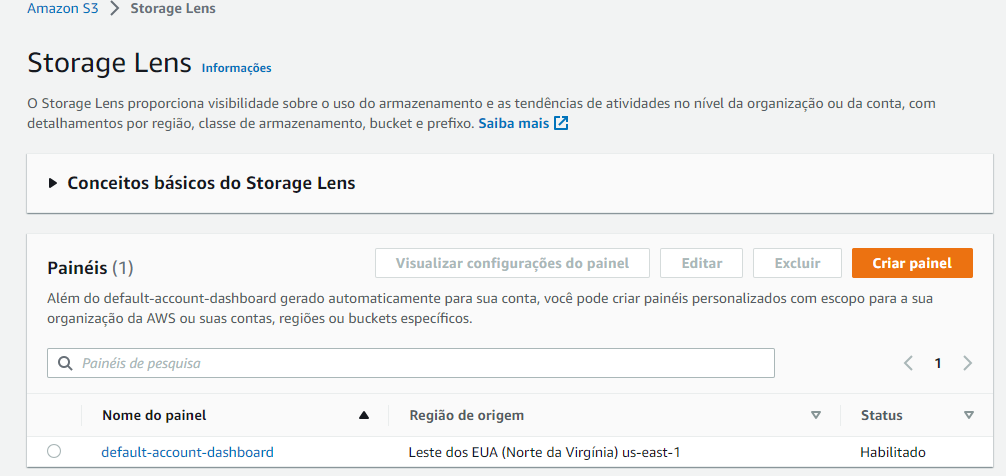 Amazon S3 > Storage Lens
Storage Lens Informações
O Storage Lens proporciona visibilidade sobre o uso do armazenamento e as tendências de atividades no nível da organização ou da conta, com
detalhamentos por região, classe de armazenamento, bucket e prefixo. Saiba mais
Conceitos básicos do Storage Lens
Painéis (1)
Visualizar configurações do painel
Editar
Excluir
Criar painel
Além do default-account-dashboard gerado automaticamente para sua conta, você pode criar painéis personalizados com escopo para a sua
organização da AWS ou suas contas, regiões ou buckets específicos.
Painéis de pesquisa
1
Nome do painel
Região de origem
Status
default-account-dashboard
Leste dos EUA (Norte da Virgínia) us-east-1
Habilitado